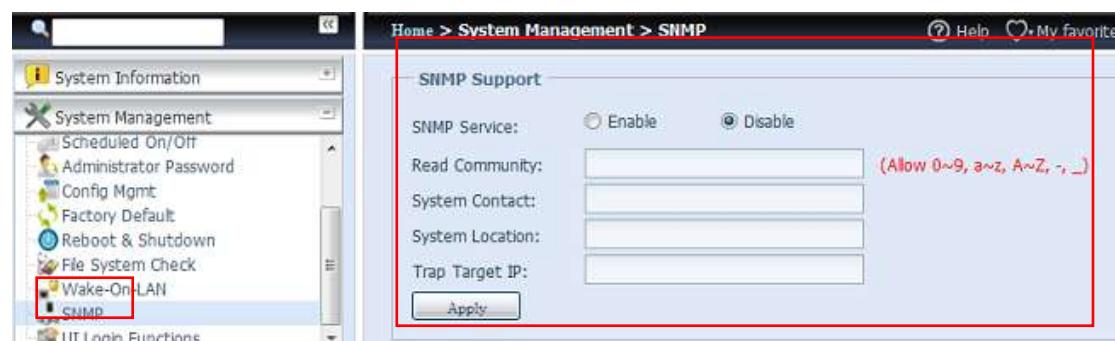 Home > System Management > SNMP
Help
My favorite
System Information
System Management
Scheduled On/Off
Administrator Password
Config Mgmt
Factory Default
Reboot & Shutdown
File System Check
Wake-On-LAN
SNMP
UI Login Functions
SNMP Support
SNMP Service: Enable Disable
Read Community: (Allow 0~9, a~z, A~Z, -, _)
System Contact:
System Location:
Trap Target IP:
Apply